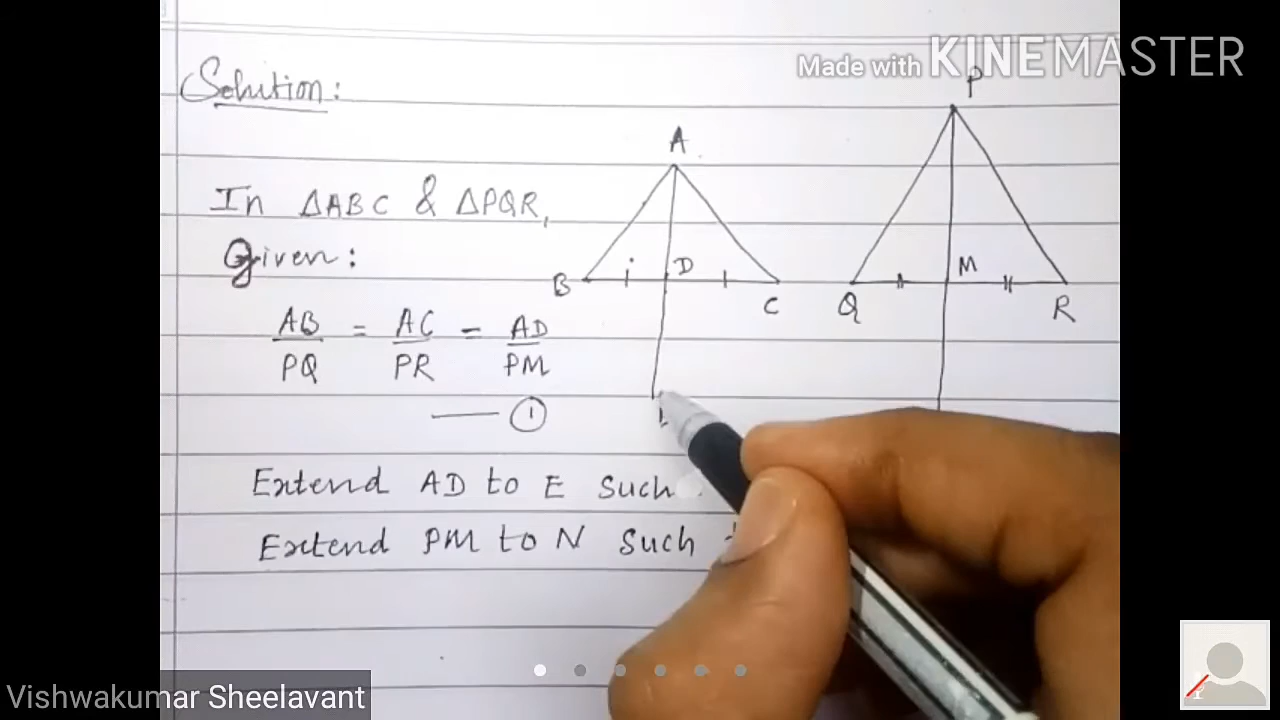 Made with KINEMASTER
Solution:
In ΔABC & ΔPQR,
Given:
AB/PQ = AC/PR = AD/PM
—— ①
Extend AD to E such
Extend PM to N such
A
B
D
C
P
Q
M
R
Vishwakumar Sheelavant